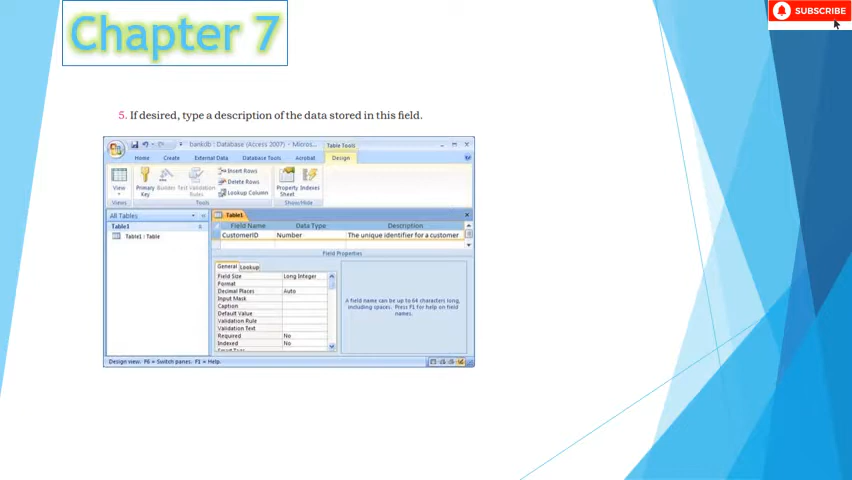 Chapter 7
SUBSCRIBE
5. If desired, type a description of the data stored in this field.
bankdb : Database (Access 2007) - Micros...
Table Tools
Home Create External Data Database Tools Acrobat Design
View
Primary Key
Builder
Test Validation Rules
Insert Rows
Delete Rows
Lookup Column
Property Sheet
Indexes
Views Tools Show/Hide
All Tables
Table1
Table1 : Table
Table1
Field Name Data Type Description
CustomerID Number The unique identifier for a customer
Field Properties
General Lookup
Field Size Long Integer
Format
Decimal Places Auto
Input Mask
Caption
Default Value
Validation Rule
Validation Text
Required No
Indexed No
Smart Tags
A field name can be up to 64 characters long,
including spaces. Press F1 for help on field
names.
Design view. F6 = Switch panes. F1 = Help.